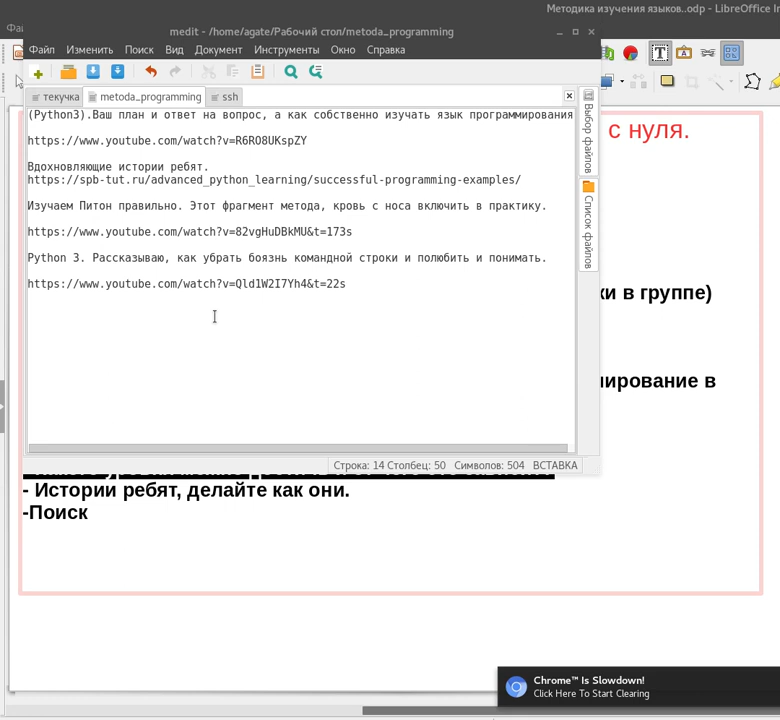 Методика изучения языков..odp - LibreOffice
medit - /home/agate/Рабочий стол/metoda_programming
Файл Изменить Поиск Вид Документ Инструменты Окно Справка
текучка metoda_programming ssh
(Python3).Ваш план и ответ на вопрос, а как собственно изучать язык программирования
https://www.youtube.com/watch?v=R6RO8UKspZY
Вдохновляющие истории ребят.
https://spb-tut.ru/advanced_python_learning/successful-programming-examples/
Изучаем Питон правильно. Этот фрагмент метода, кровь с носа включить в практику.
https://www.youtube.com/watch?v=82vgHuDBkMU&t=173s
Python 3. Рассказываю, как убрать боязнь командной строки и полюбить и понимать.
https://www.youtube.com/watch?v=Qld1W2I7Yh4&t=22s
Выбор файлов
Список файлов
Строка: 14 Столбец: 50 Символов: 504 ВСТАВКА
с нуля.
ки в группе)
мирование в
- Истории ребят, делайте как они.
-Поиск
Chrome™ Is Slowdown!
Click Here To Start Clearing